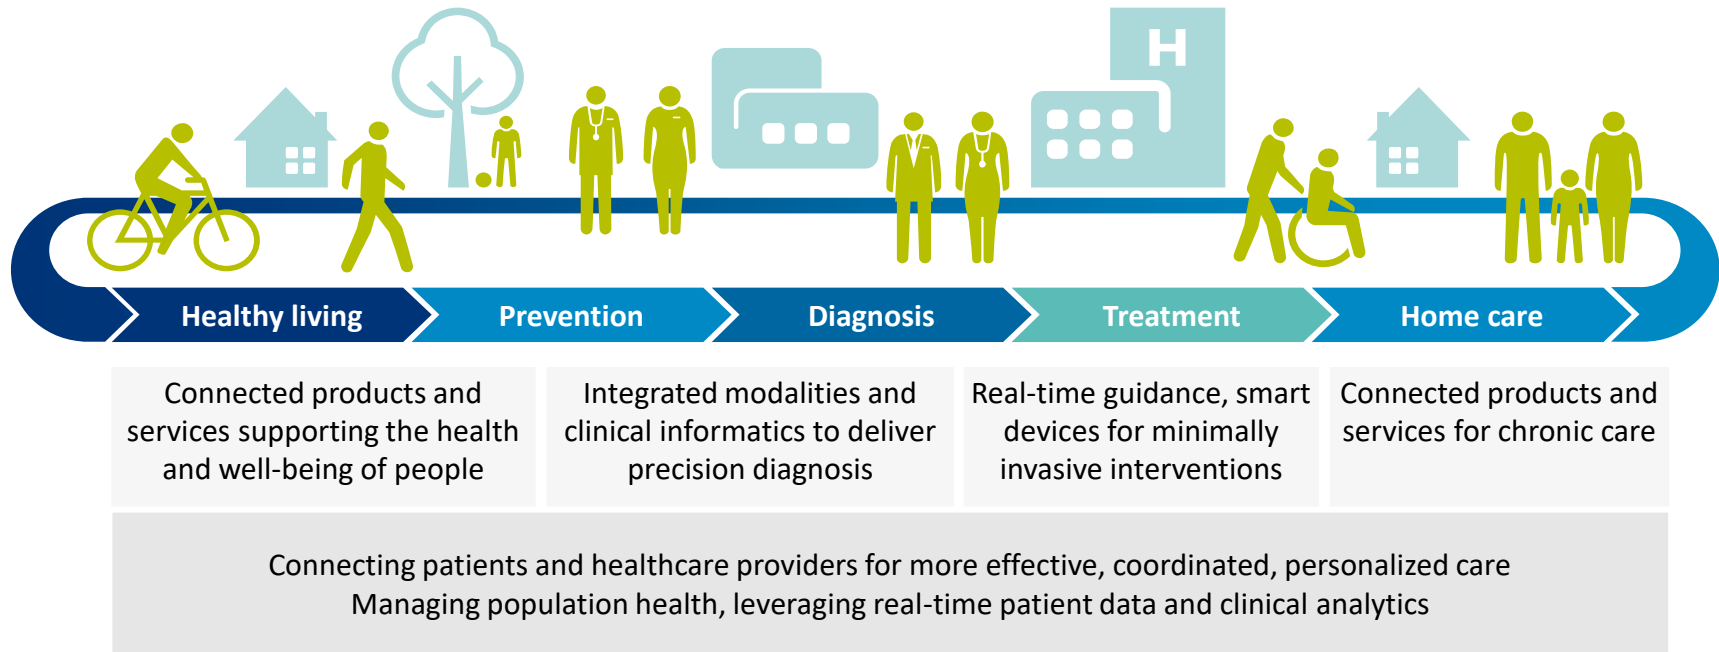 H
Healthy living
Prevention
Diagnosis
Treatment
Home care
Connected products and
services supporting the health
and well-being of people
Integrated modalities and
clinical informatics to deliver
precision diagnosis
Real-time guidance, smart
devices for minimally
invasive interventions
Connected products and
services for chronic care
Connecting patients and healthcare providers for more effective, coordinated, personalized care
Managing population health, leveraging real-time patient data and clinical analytics